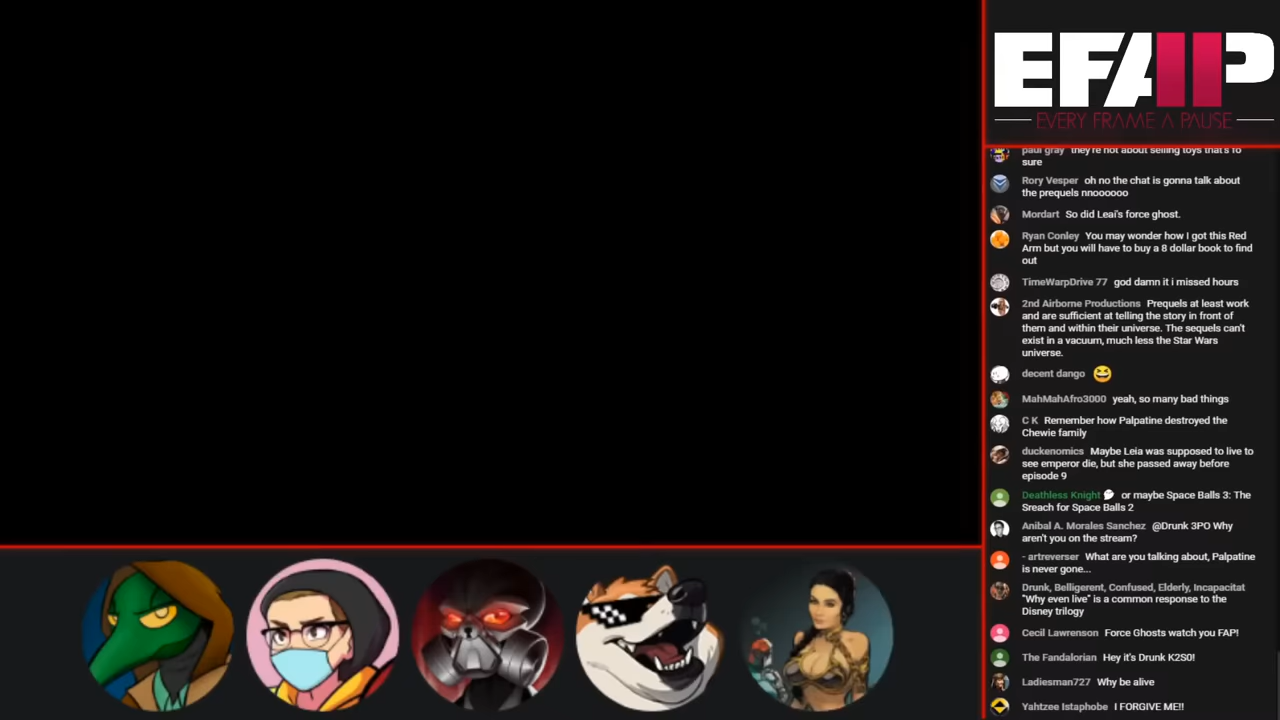 EFAP
EVERY FRAME A PAUSE
paul gray they're not about selling toys that's fo
sure
Rory Vesper oh no the chat is gonna talk about
the prequels nnoooooo
Mordart So did Leai's force ghost.
Ryan Conley You may wonder how I got this Red
Arm but you will have to buy a 8 dollar book to find
out
TimeWarpDrive 77 god damn it i missed hours
2nd Airborne Productions Prequels at least work
and are sufficient at telling the story in front of
them and within their universe. The sequels can't
exist in a vacuum, much less the Star Wars
universe.
decent dango 😆
MahMahAfro3000 yeah, so many bad things
C K Remember how Palpatine destroyed the
Chewie family
duckenomics Maybe Leia was supposed to live to
see emperor die, but she passed away before
episode 9
Deathless Knight or maybe Space Balls 3: The
Sreach for Space Balls 2
Anibal A. Morales Sanchez @Drunk 3PO Why
aren't you on the stream?
- artreverser What are you talking about, Palpatine
is never gone...
Drunk, Belligerent, Confused, Elderly, Incapacitat
"Why even live" is a common response to the
Disney trilogy
Cecil Lawrenson Force Ghosts watch you FAP!
The Fandalorian Hey it's Drunk K2S0!
Ladiesman727 Why be alive
Yahtzee Istaphobe I FORGIVE ME!!